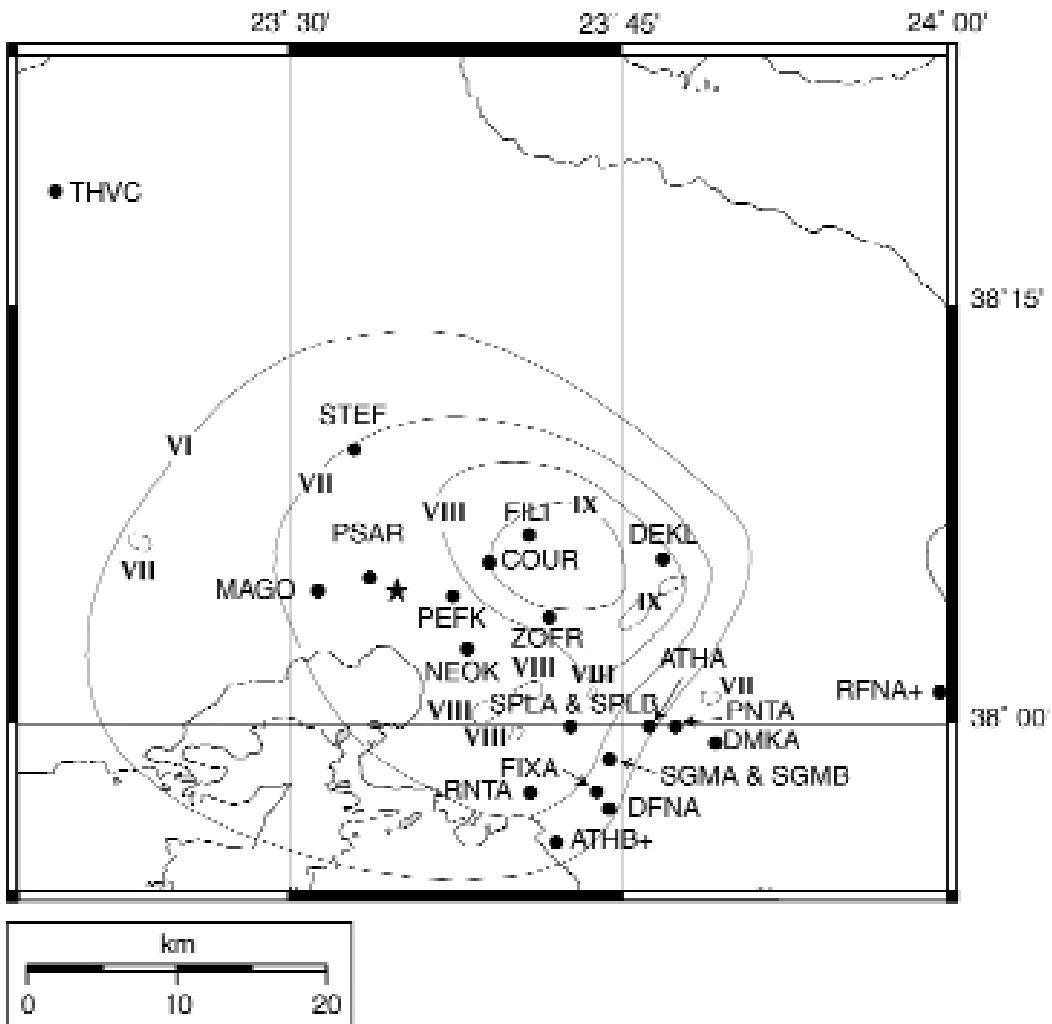 23° 30'
23° 45'
24° 00'
THVC
38° 15'
STEF
VI
VII
VIII
IX
FILT
PSAR
DEKL
COUR
VII
MAGO
IX
PEFK
ZOFR
ATHA
NEOK
VIII
VIII
VII
RFNA+
SPLA & SPLB
VIII
PNTA
38° 00'
VIII
DMKA
FIXA
SGMA & SGMB
RNTA
DFNA
ATHB+
km
0 10 20